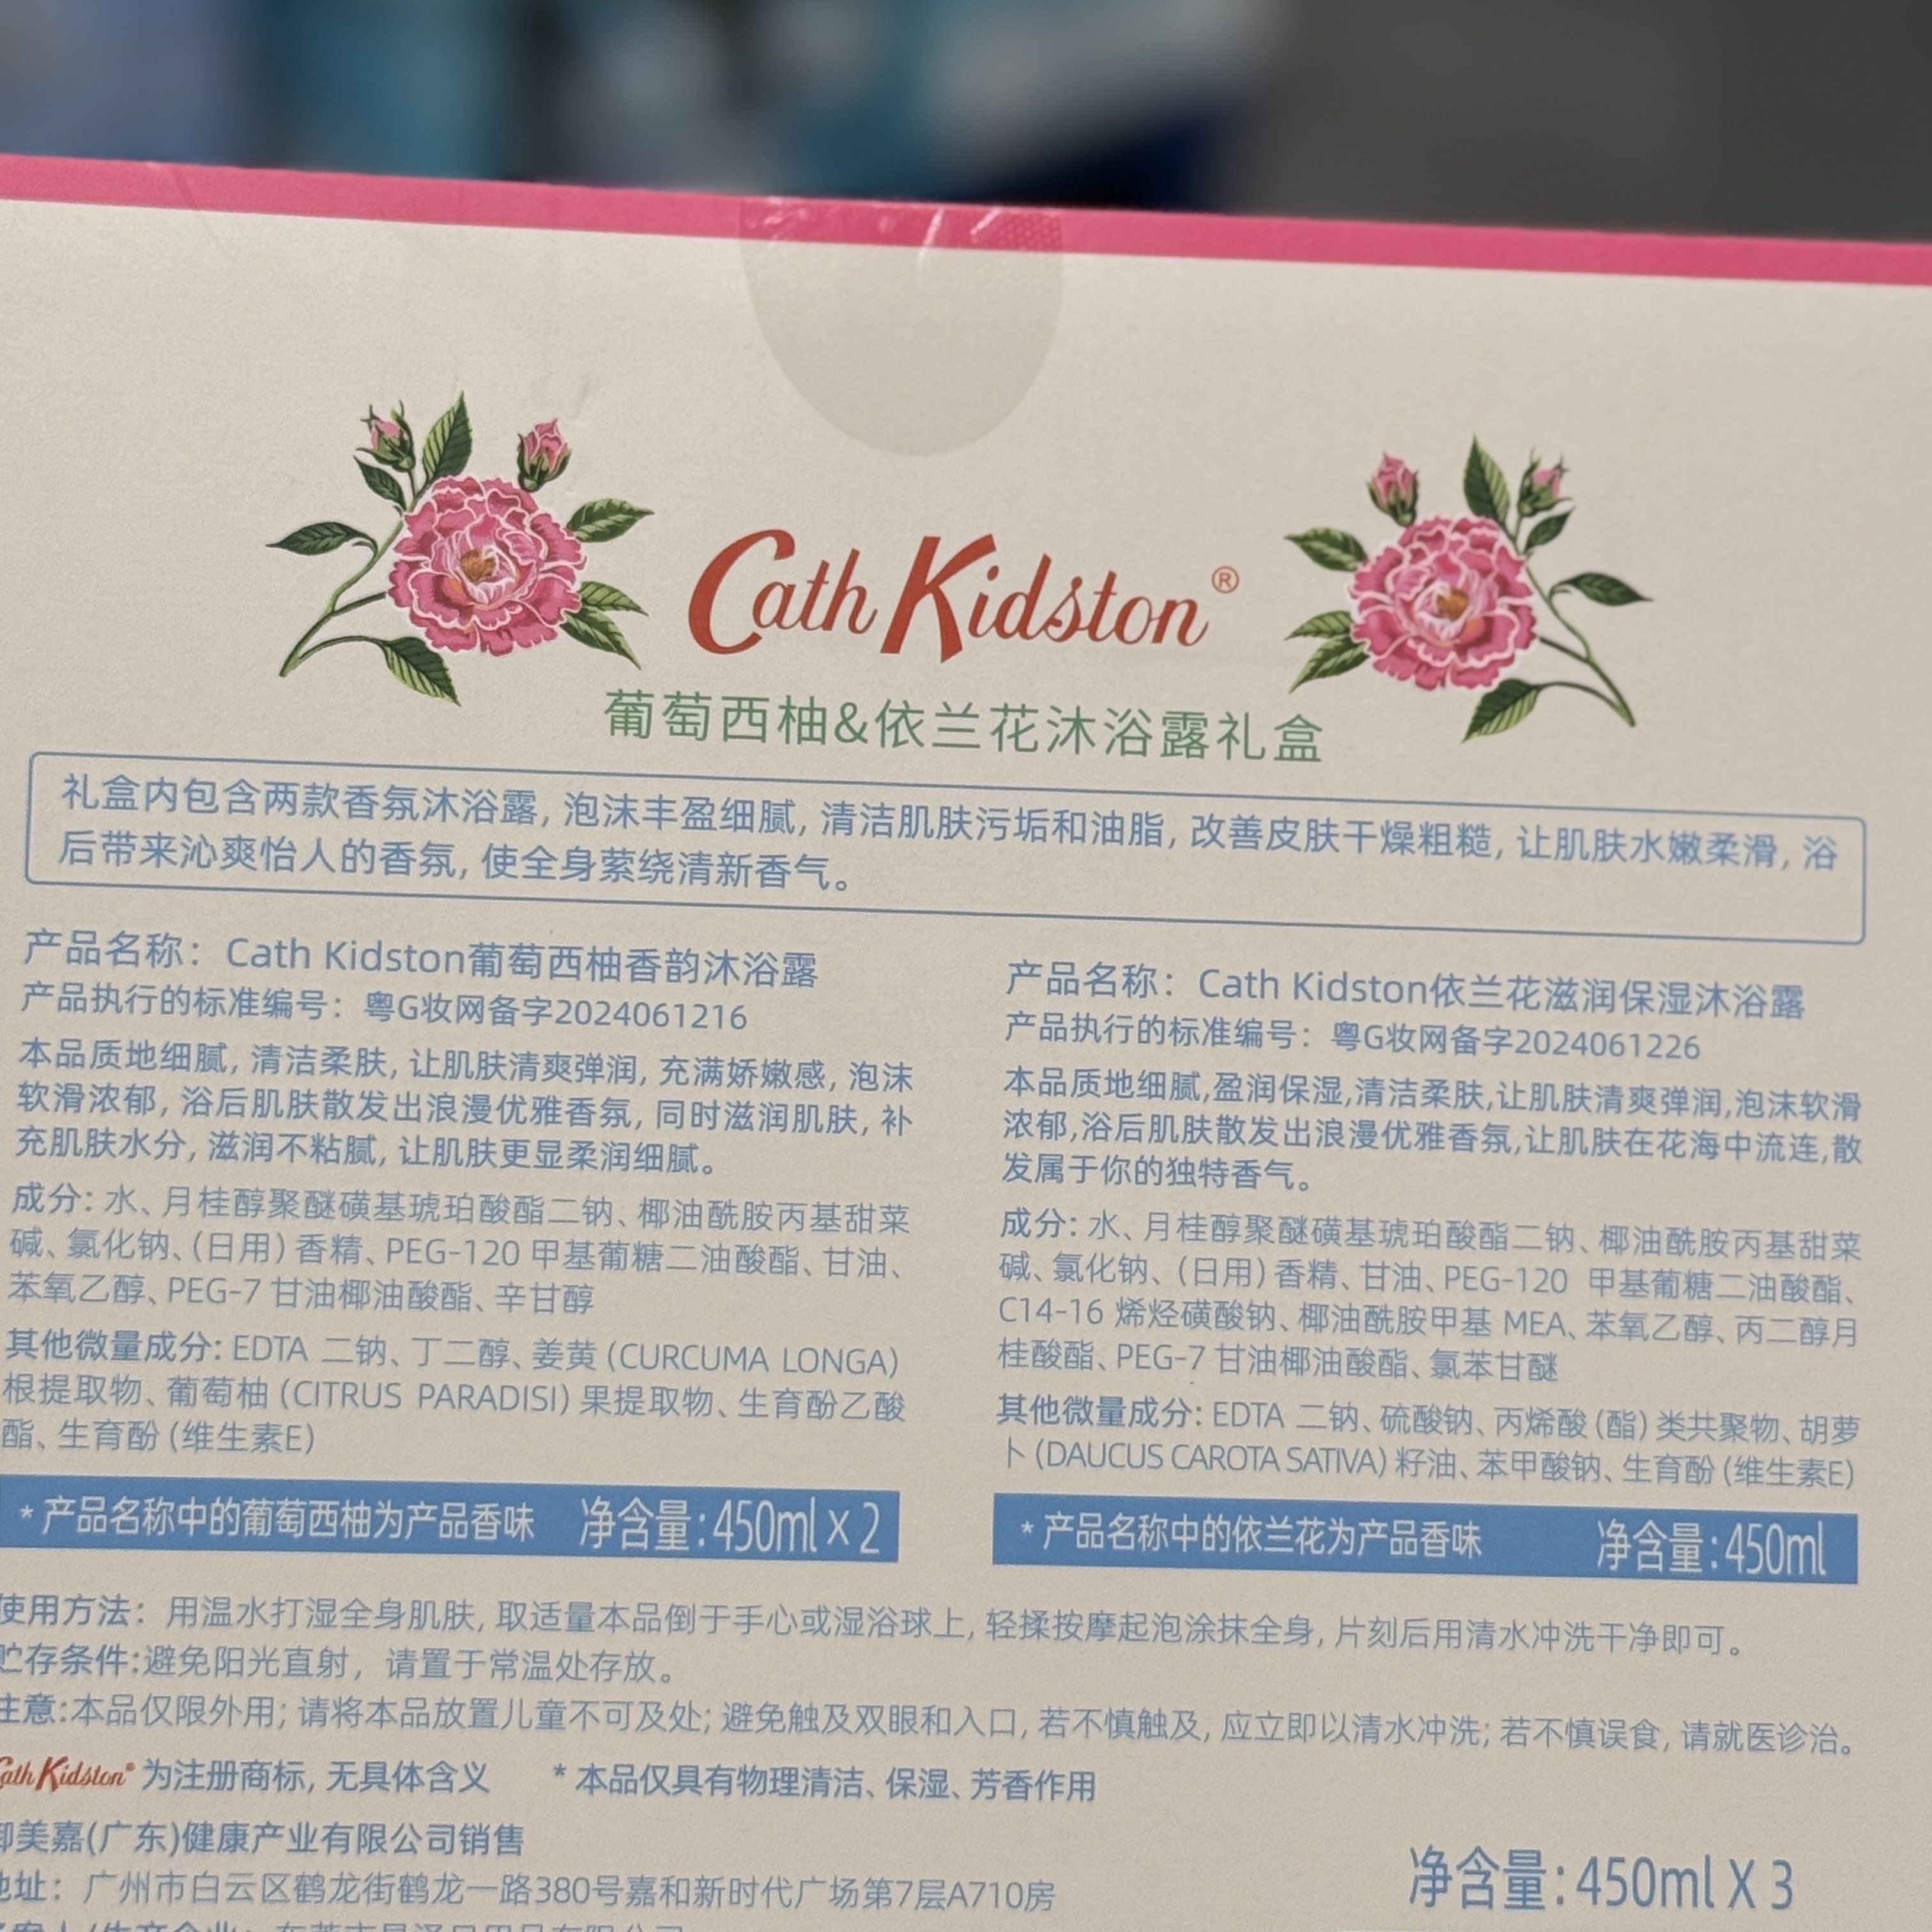 Cath Kidston®
葡萄西柚&依兰花沐浴露礼盒
礼盒内包含两款香氛沐浴露, 泡沫丰盈细腻, 清洁肌肤污垢和油脂, 改善皮肤干燥粗糙, 让肌肤水嫩柔滑, 浴
后带来沁爽怡人的香氛, 使全身萦绕清新香气。
产品名称：Cath Kidston葡萄西柚香韵沐浴露
产品执行的标准编号：粤G妆网备字2024061216
本品质地细腻, 清洁柔肤, 让肌肤清爽弹润, 充满娇嫩感, 泡沫
软滑浓郁, 浴后肌肤散发出浪漫优雅香氛, 同时滋润肌肤, 补
充肌肤水分, 滋润不粘腻, 让肌肤更显柔润细腻。
成分: 水、月桂醇聚醚磺基琥珀酸酯二钠、椰油酰胺丙基甜菜
碱、氯化钠、(日用) 香精、PEG-120 甲基葡糖二油酸酯、甘油、
苯氧乙醇、PEG-7 甘油椰油酸酯、辛甘醇
其他微量成分: EDTA 二钠、丁二醇、姜黄 (CURCUMA LONGA)
根提取物、葡萄柚 (CITRUS PARADISI) 果提取物、生育酚乙酸
酯、生育酚 (维生素E)
* 产品名称中的葡萄西柚为产品香味 净含量:450ml X 2
产品名称：Cath Kidston依兰花滋润保湿沐浴露
产品执行的标准编号：粤G妆网备字2024061226
本品质地细腻,盈润保湿,清洁柔肤,让肌肤清爽弹润,泡沫软滑
浓郁,浴后肌肤散发出浪漫优雅香氛,让肌肤在花海中流连,散
发属于你的独特香气。
成分: 水、月桂醇聚醚磺基琥珀酸酯二钠、椰油酰胺丙基甜菜
碱、氯化钠、(日用) 香精、甘油、PEG-120 甲基葡糖二油酸酯、
C14-16 烯烃磺酸钠、椰油酰胺甲基 MEA、苯氧乙醇、丙二醇月
桂酸酯、PEG-7 甘油椰油酸酯、氯苯甘醚
其他微量成分: EDTA 二钠、硫酸钠、丙烯酸 (酯) 类共聚物、胡萝
卜 (DAUCUS CAROTA SATIVA) 籽油、苯甲酸钠、生育酚 (维生素E)
* 产品名称中的依兰花为产品香味 净含量:450ml
使用方法：用温水打湿全身肌肤, 取适量本品倒于手心或湿浴球上, 轻揉按摩起泡涂抹全身, 片刻后用清水冲洗干净即可。
贮存条件:避免阳光直射，请置于常温处存放。
注意:本品仅限外用; 请将本品放置儿童不可及处; 避免触及双眼和入口, 若不慎触及, 应立即以清水冲洗; 若不慎误食, 请就医诊治。
Cath Kidston® 为注册商标, 无具体含义 * 本品仅具有物理清洁、保湿、芳香作用
御美嘉(广东)健康产业有限公司销售
地址：广州市白云区鹤龙街鹤龙一路380号嘉和新时代广场第7层A710房
净含量:450ml X 3